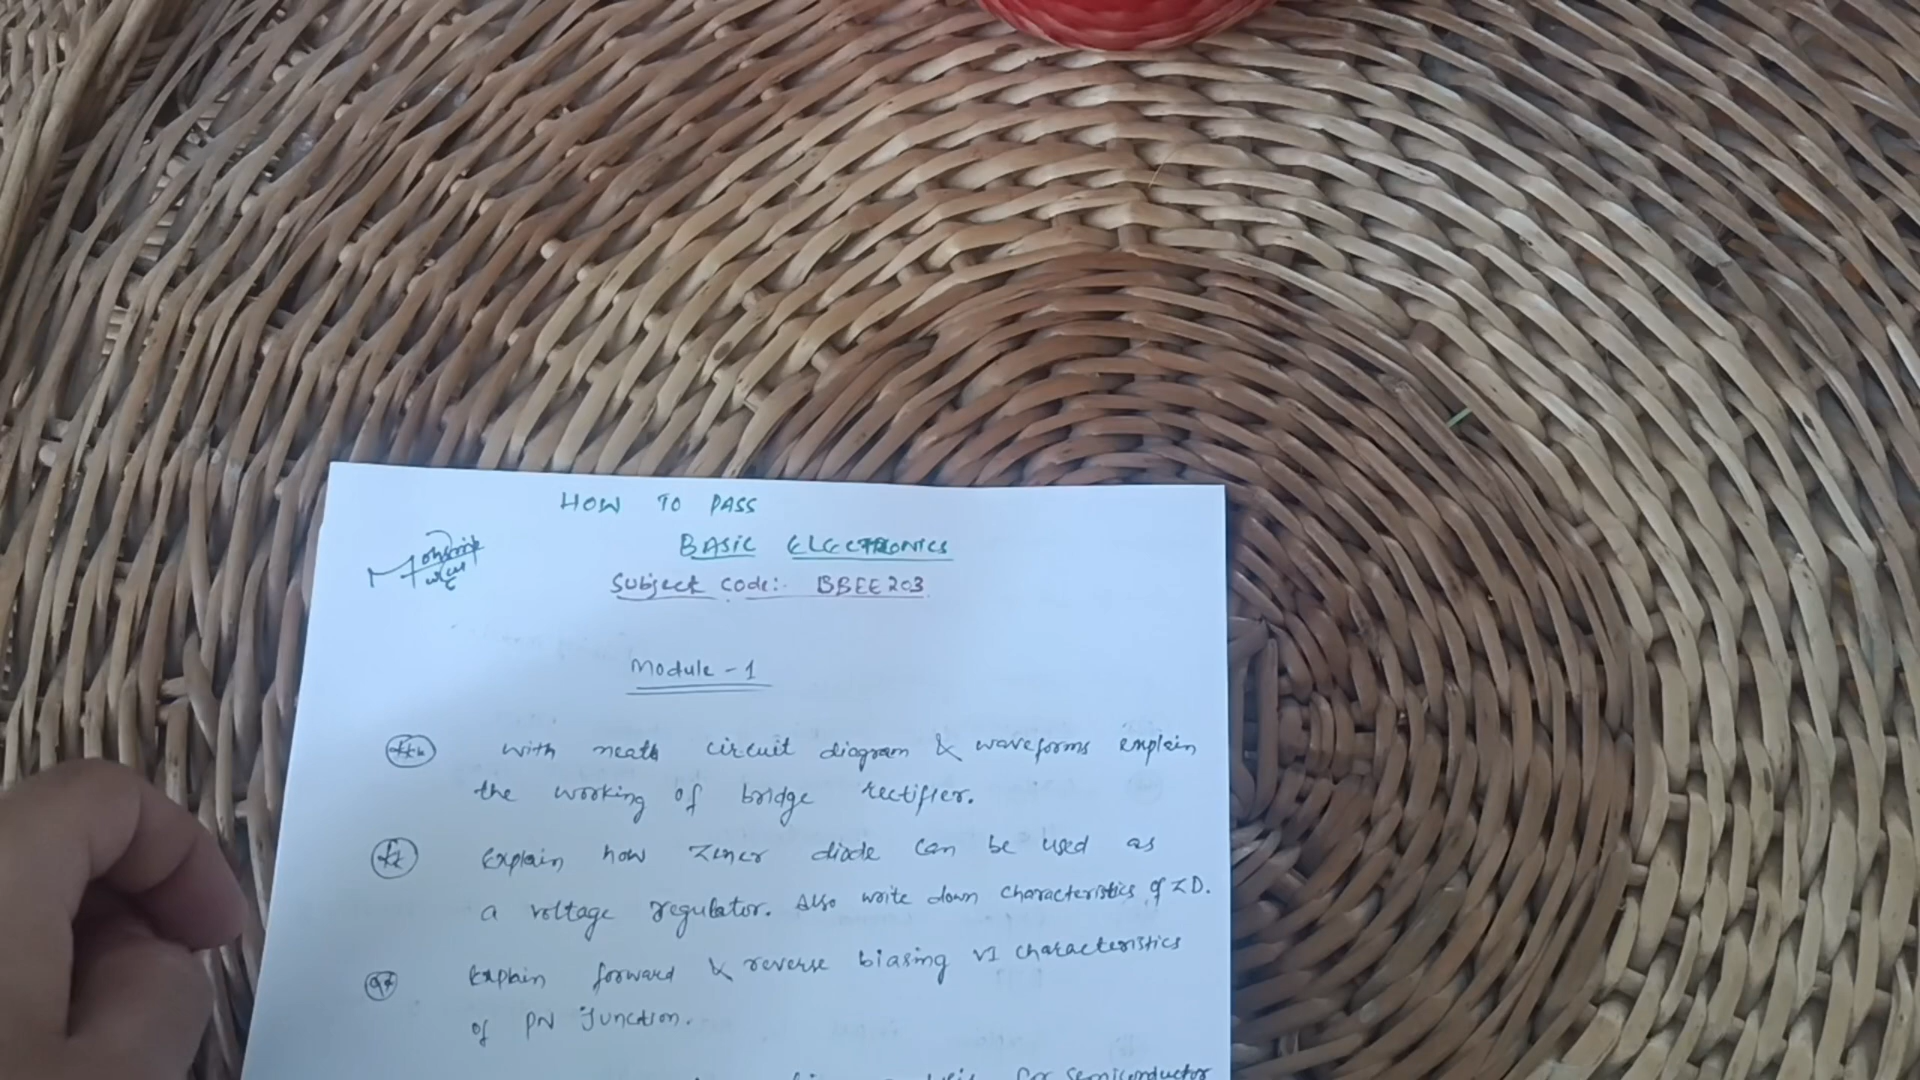 HOW TO PASS
BASIC ELECTRONICS
Subject Code:- BBEE203
Module - 1
With neat circuit diagram & waveforms explain
the working of bridge rectifier.
Explain how Zener diode can be used as
a voltage regulator. Also write down characteristics of ZD.
Explain forward & reverse biasing VI characteristics
of PN Junction.
for semiconductor